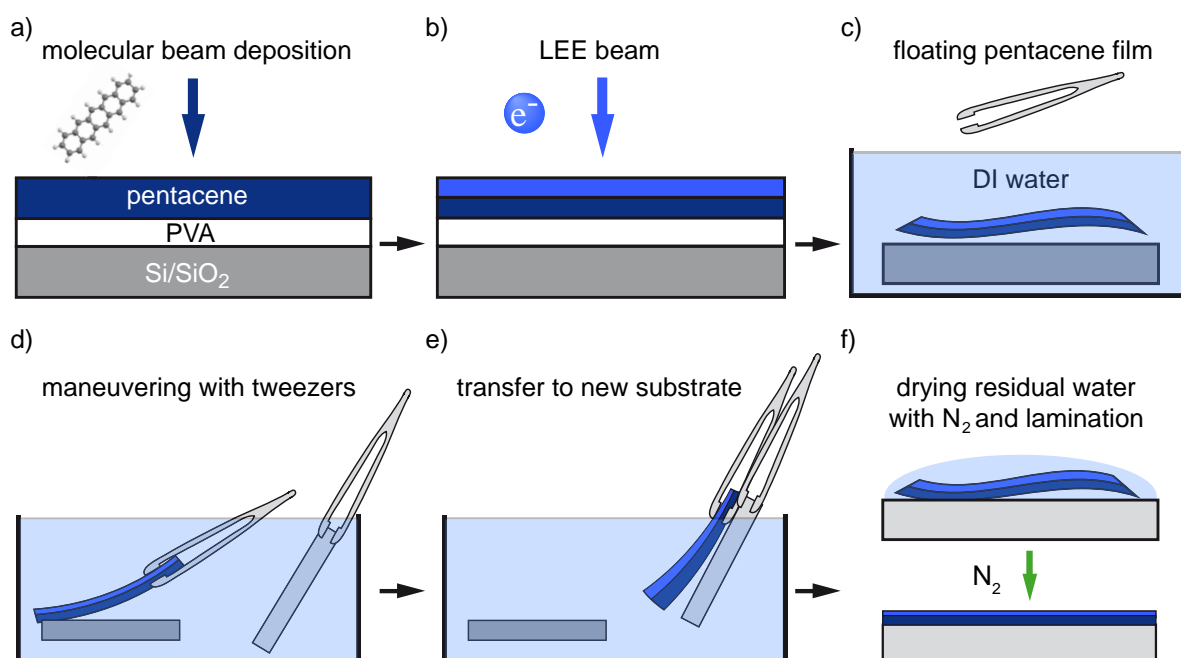 a)
molecular beam deposition
pentacene
PVA
Si/SiO₂
b)
LEE beam
e⁻
c)
floating pentacene film
DI water
d)
maneuvering with tweezers
e)
transfer to new substrate
f)
drying residual water
with N₂ and lamination
N₂